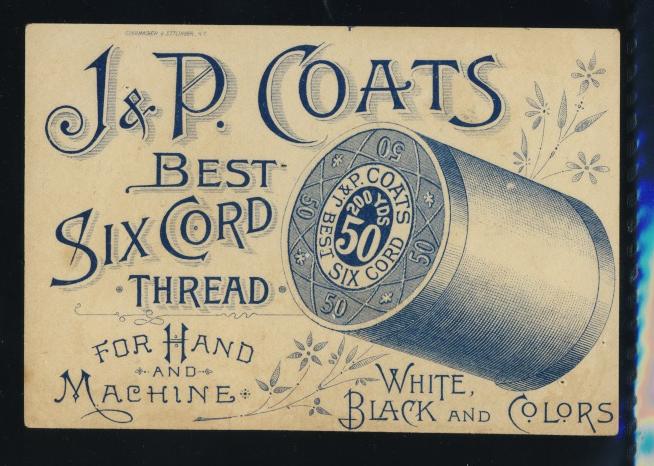 J. & P. COATS
BEST
SIX CORD
THREAD
FOR HAND
AND
MACHINE
J. & P. COATS
200 YDS
50
BEST SIX CORD
50
50
50
50
WHITE,
BLACK AND COLORS